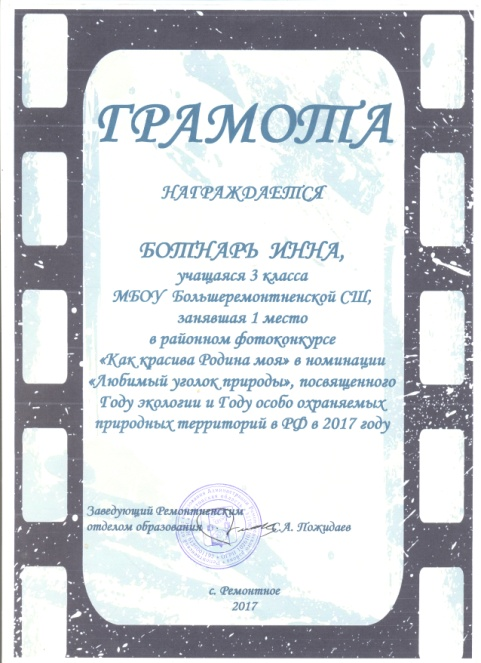 ГРАМОТА
НАГРАЖДАЕТСЯ
БОТНАРЬ ИННА,
учащаяся 3 класса
МБОУ Большеремонтненской СШ,
занявшая 1 место
в районном фотоконкурсе
«Как красива Родина моя» в номинации
«Любимый уголок природы», посвященного
Году экологии и Году особо охраняемых
природных территорий в РФ в 2017 году
Заведующий Ремонтненским
отделом образования С.А. Пожидаев
с. Ремонтное
2017